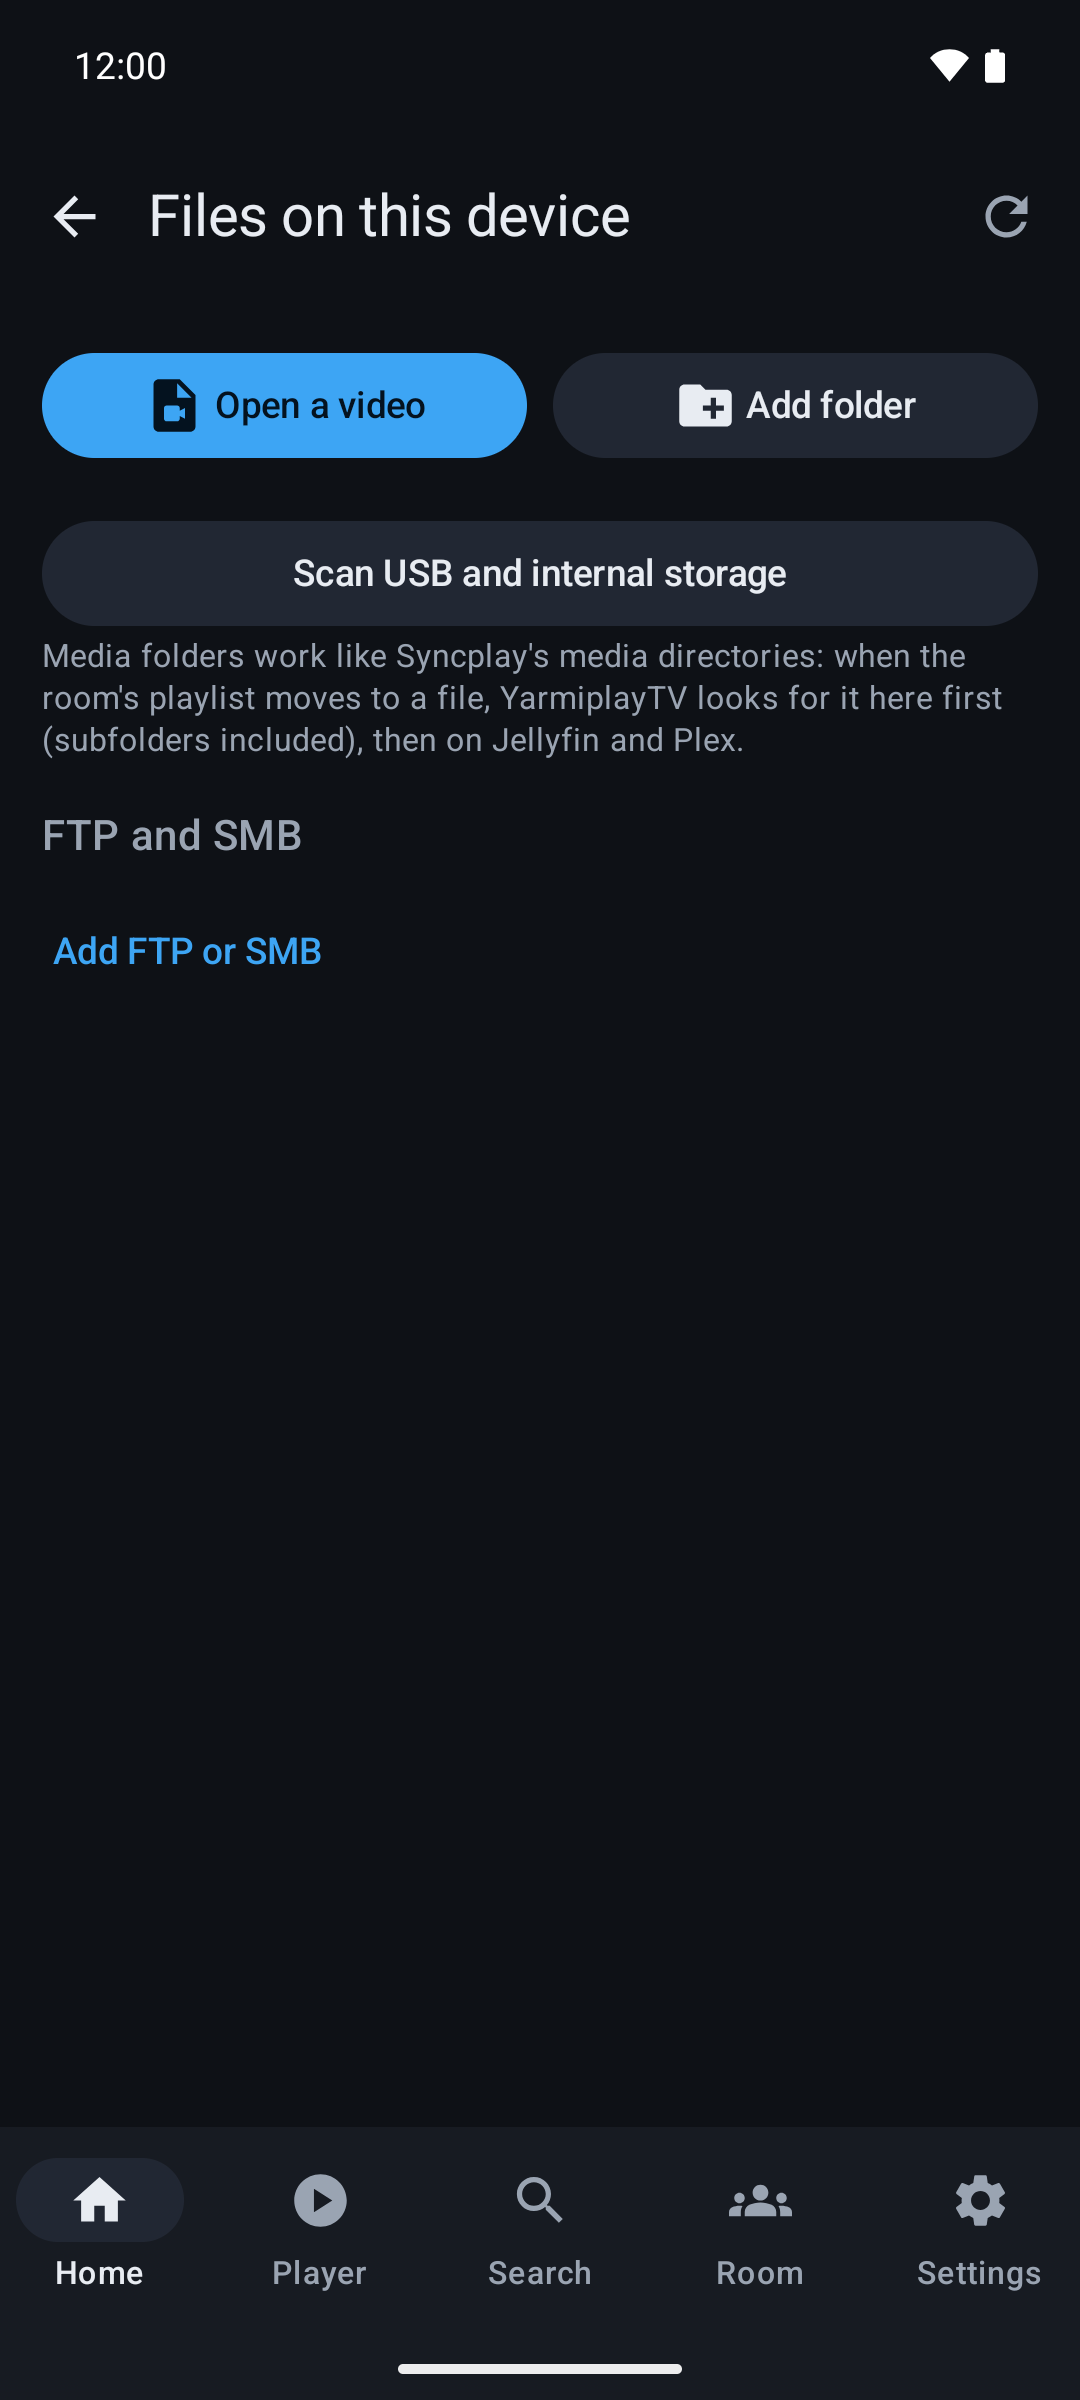 12:00
Files on this device
Open a video
Add folder
Scan USB and internal storage
Media folders work like Syncplay's media directories: when the
room's playlist moves to a file, YarmiplayTV looks for it here first
(subfolders included), then on Jellyfin and Plex.
FTP and SMB
Add FTP or SMB
Home
Player
Search
Room
Settings